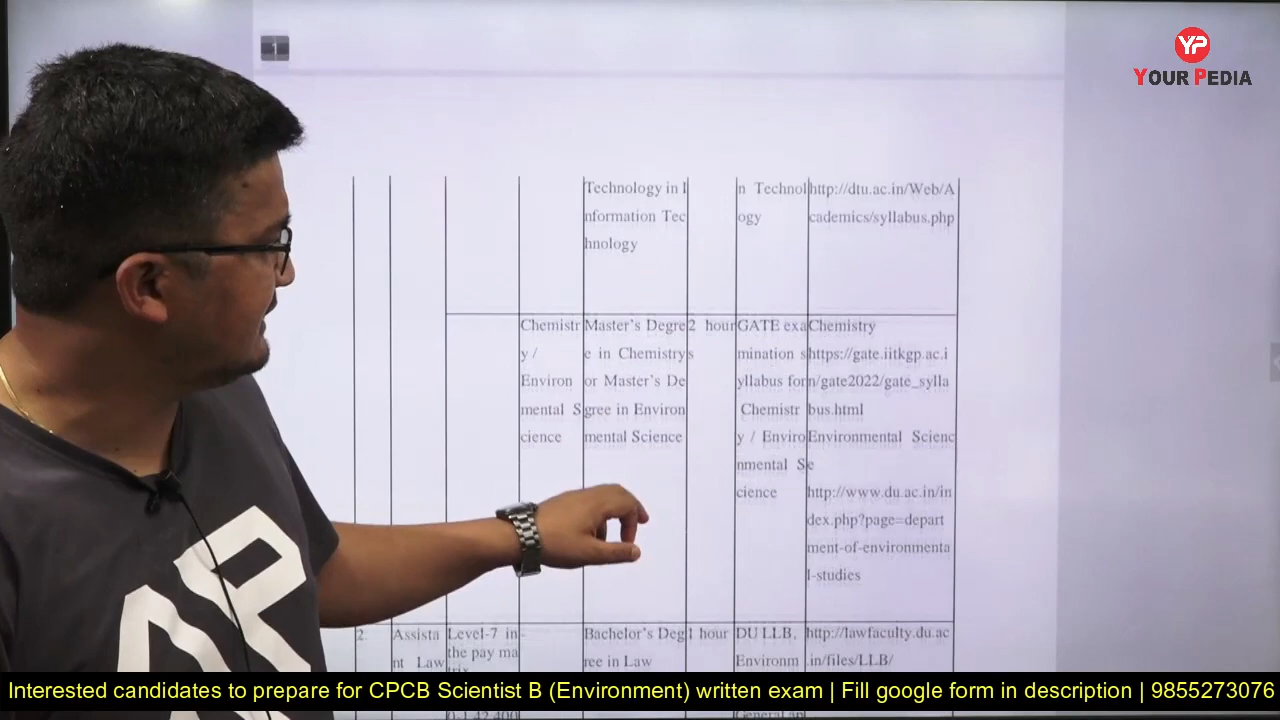 1
YP
YOUR PEDIA
Technology in I
nformation Tec
hnology
n Technol
ogy
http://dtu.ac.in/Web/A
cademics/syllabus.php
Chemistr
y /
Environ
mental S
cience
Master's Degre
e in Chemistry
or Master's De
gree in Environ
mental Science
2 hour
s
GATE exa
mination s
yllabus for
Chemistr
y / Enviro
nmental S
cience
Chemistry
https://gate.iitkgp.ac.i
n/gate2022/gate_sylla
bus.html
Environmental Scienc
e
http://www.du.ac.in/in
dex.php?page=depart
ment-of-environmenta
l-studies
2.
Assista
nt Law
Level-7 in
the pay ma
trix
-
Bachelor's Deg
ree in Law
1 hour
DU LLB,
Environm
General an
http://lawfaculty.du.ac
.in/files/LLB/
Interested candidates to prepare for CPCB Scientist B (Environment) written exam | Fill google form in description | 9855273076